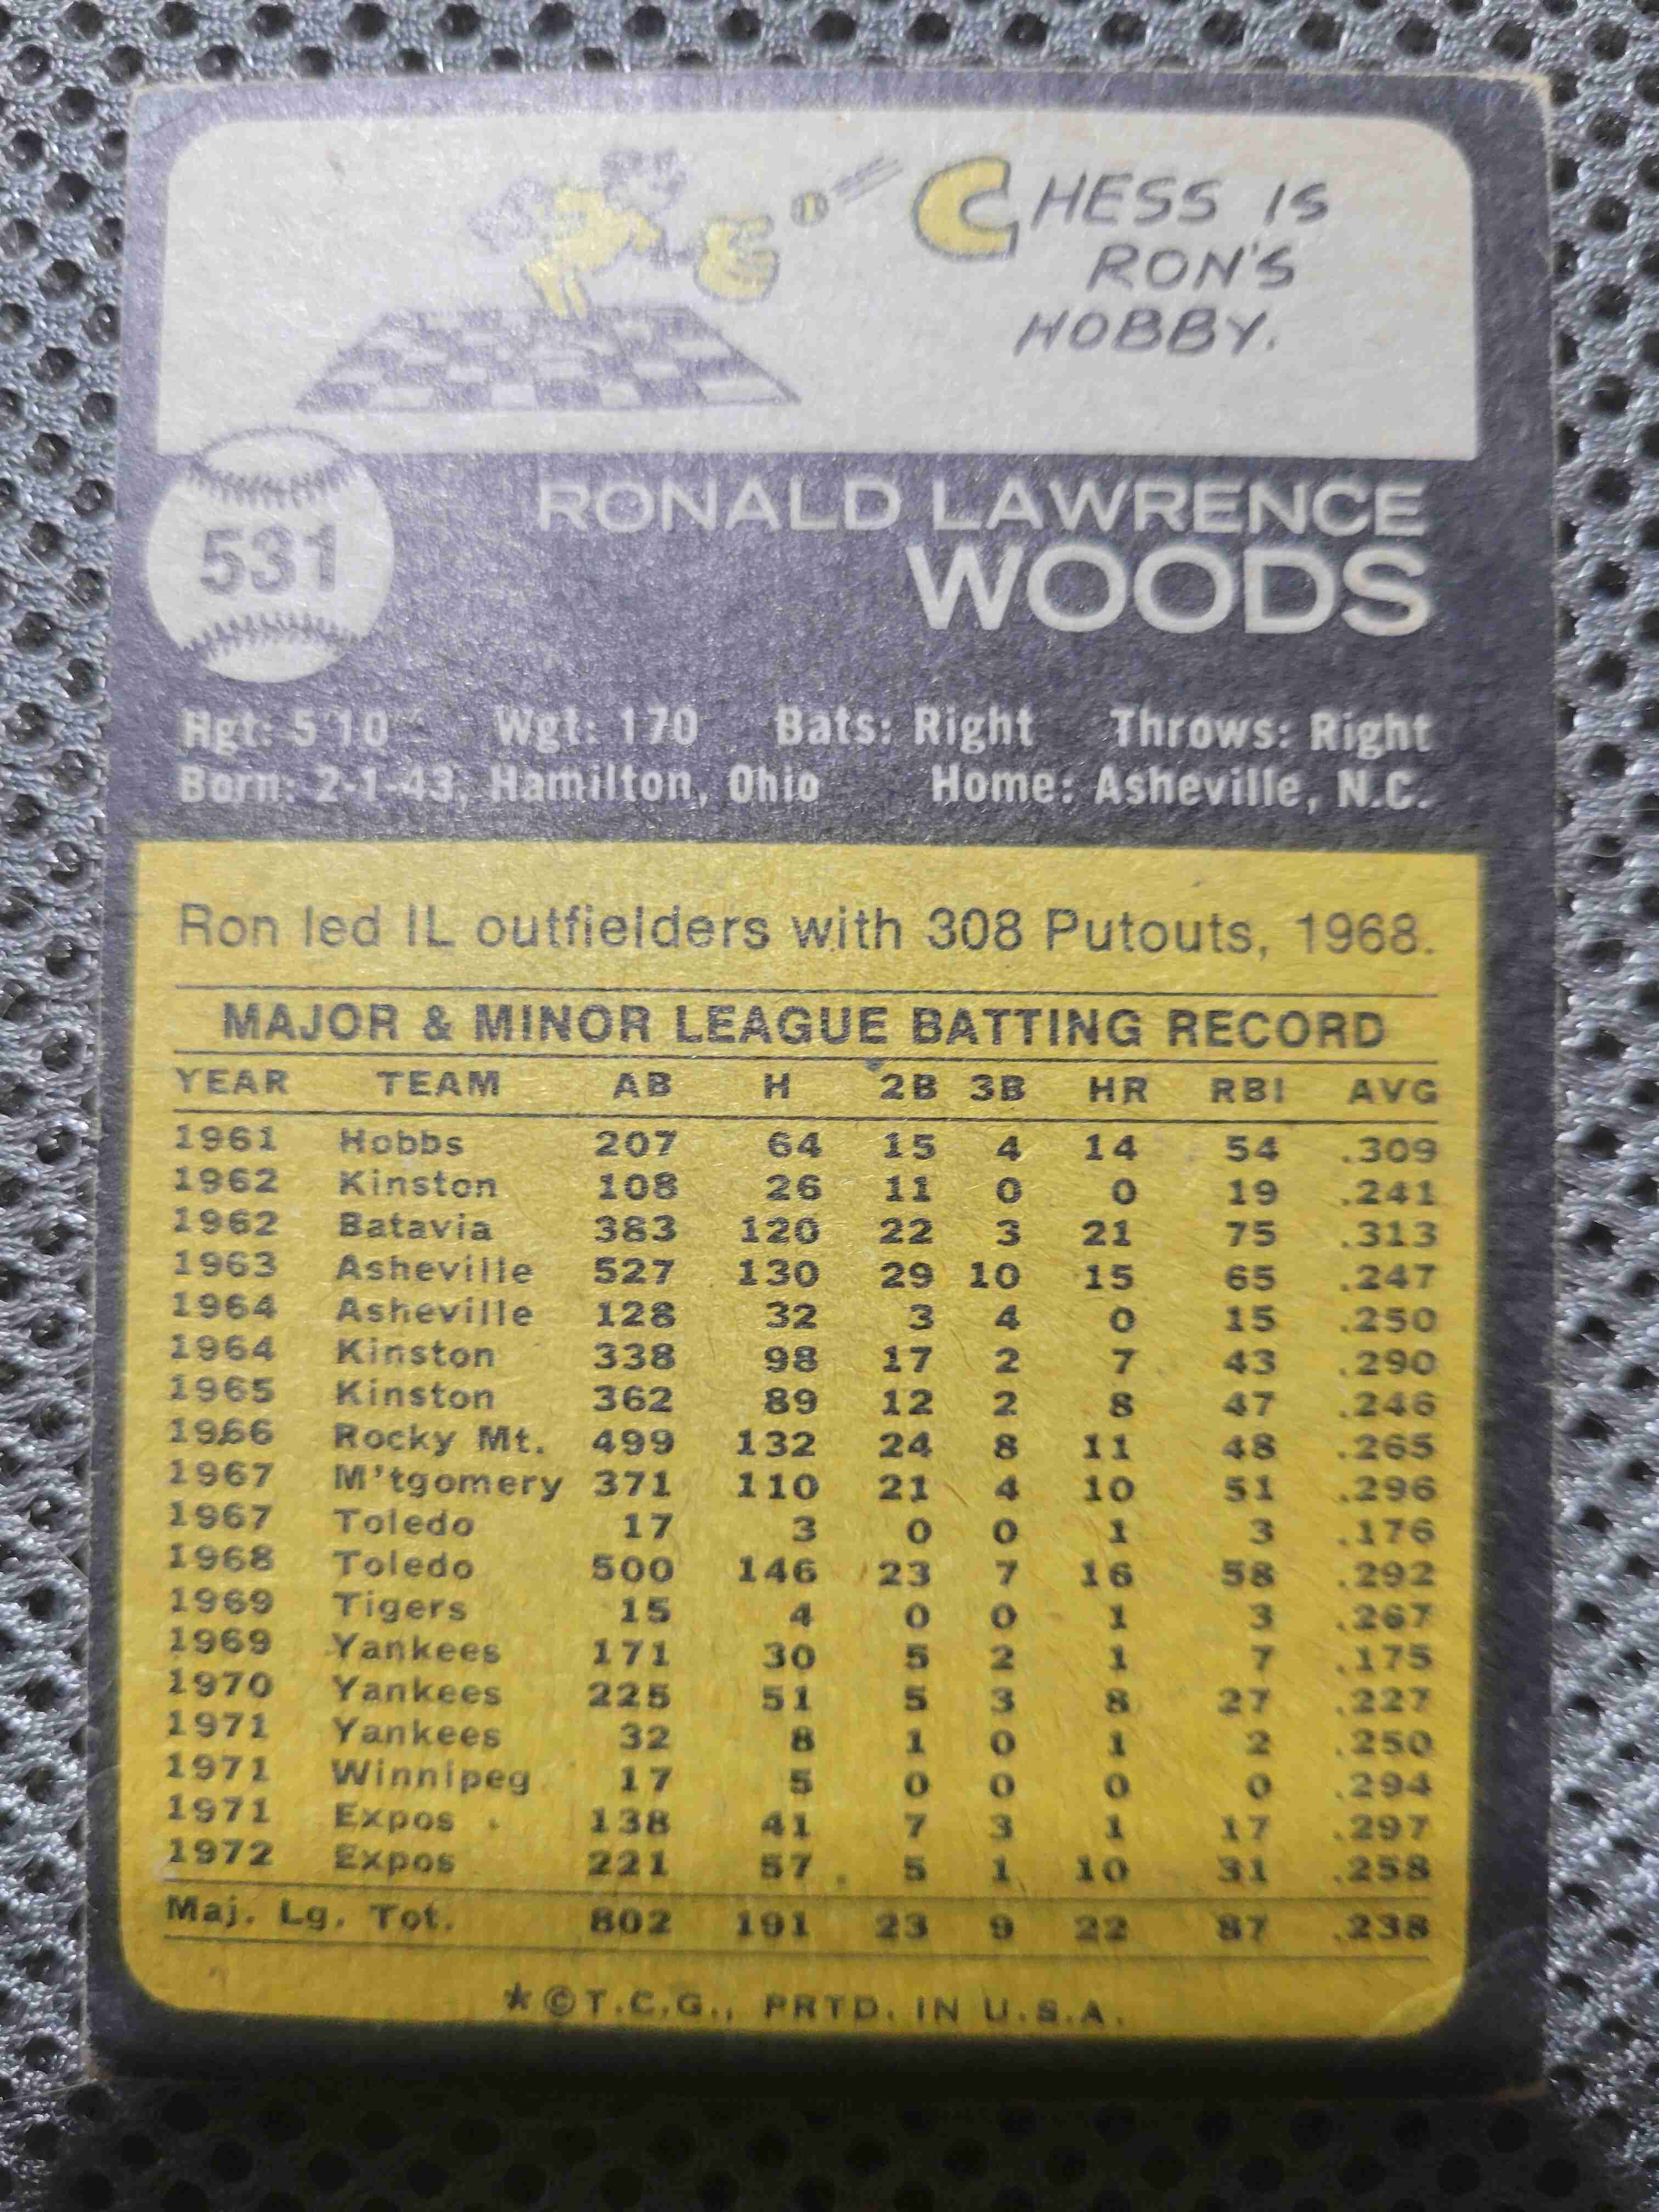 CHESS IS
RON'S
HOBBY.
531
RONALD LAWRENCE
WOODS
Hgt: 5'10" Wgt: 170 Bats: Right Throws: Right
Born: 2-1-43, Hamilton, Ohio Home: Asheville, N.C.
Ron led IL outfielders with 308 Putouts, 1968.
MAJOR & MINOR LEAGUE BATTING RECORD
YEAR TEAM AB H 2B 3B HR RBI AVG
1961 Hobbs 207 64 15 4 14 54 .309
1962 Kinston 108 26 11 0 0 19 .241
1962 Batavia 383 120 22 3 21 75 .313
1963 Asheville 527 130 29 10 15 65 .247
1964 Asheville 128 32 3 4 0 15 .250
1964 Kinston 338 98 17 2 7 43 .290
1965 Kinston 362 89 12 2 8 47 .246
1966 Rocky Mt. 499 132 24 8 11 48 .265
1967 M'tgomery 371 110 21 4 10 51 .296
1967 Toledo 17 3 0 0 1 3 .176
1968 Toledo 500 146 23 7 16 58 .292
1969 Tigers 15 4 0 0 1 3 .267
1969 Yankees 171 30 5 2 1 7 .175
1970 Yankees 225 51 5 3 8 27 .227
1971 Yankees 32 8 1 0 1 2 .250
1971 Winnipeg 17 5 0 0 0 0 .294
1971 Expos 138 41 7 3 1 17 .297
1972 Expos 221 57 5 1 10 31 .258
Maj. Lg. Tot. 802 191 23 9 22 87 .238
★©T.C.G., PRTD. IN U.S.A.